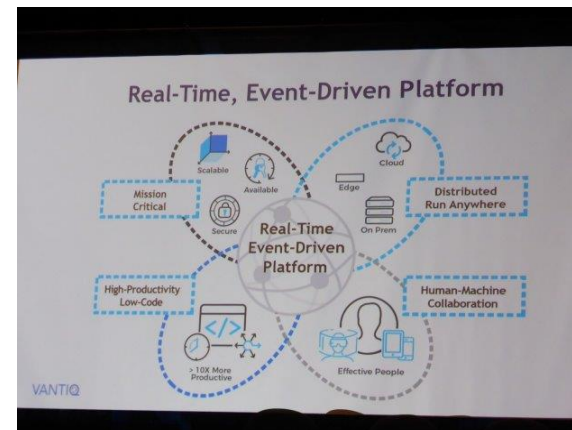 Real-Time, Event-Driven Platform
Scalable
Available
Secure
Mission
Critical
Cloud
Edge
On Prem
Distributed
Run Anywhere
Real-Time
Event-Driven
Platform
High-Productivity
Low-Code
</>
> 10X More
Productive
Human-Machine
Collaboration
Effective People
VANTIQ